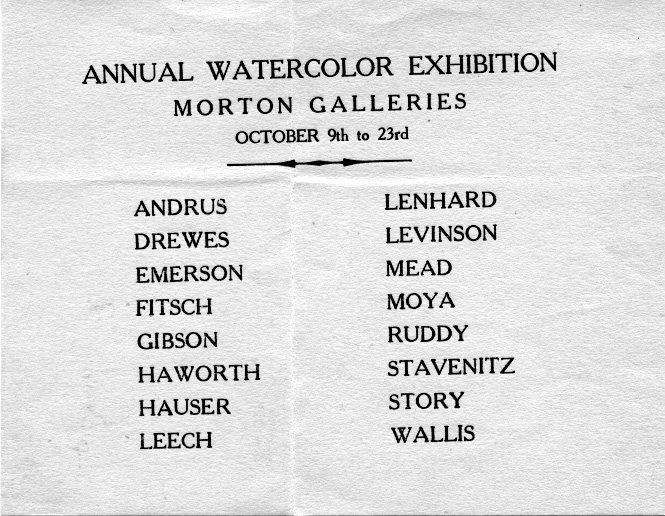 ANNUAL WATERCOLOR EXHIBITION
MORTON GALLERIES
OCTOBER 9th to 23rd
ANDRUS
DREWES
EMERSON
FITSCH
GIBSON
HAWORTH
HAUSER
LEECH
LENHARD
LEVINSON
MEAD
MOYA
RUDDY
STAVENITZ
STORY
WALLIS